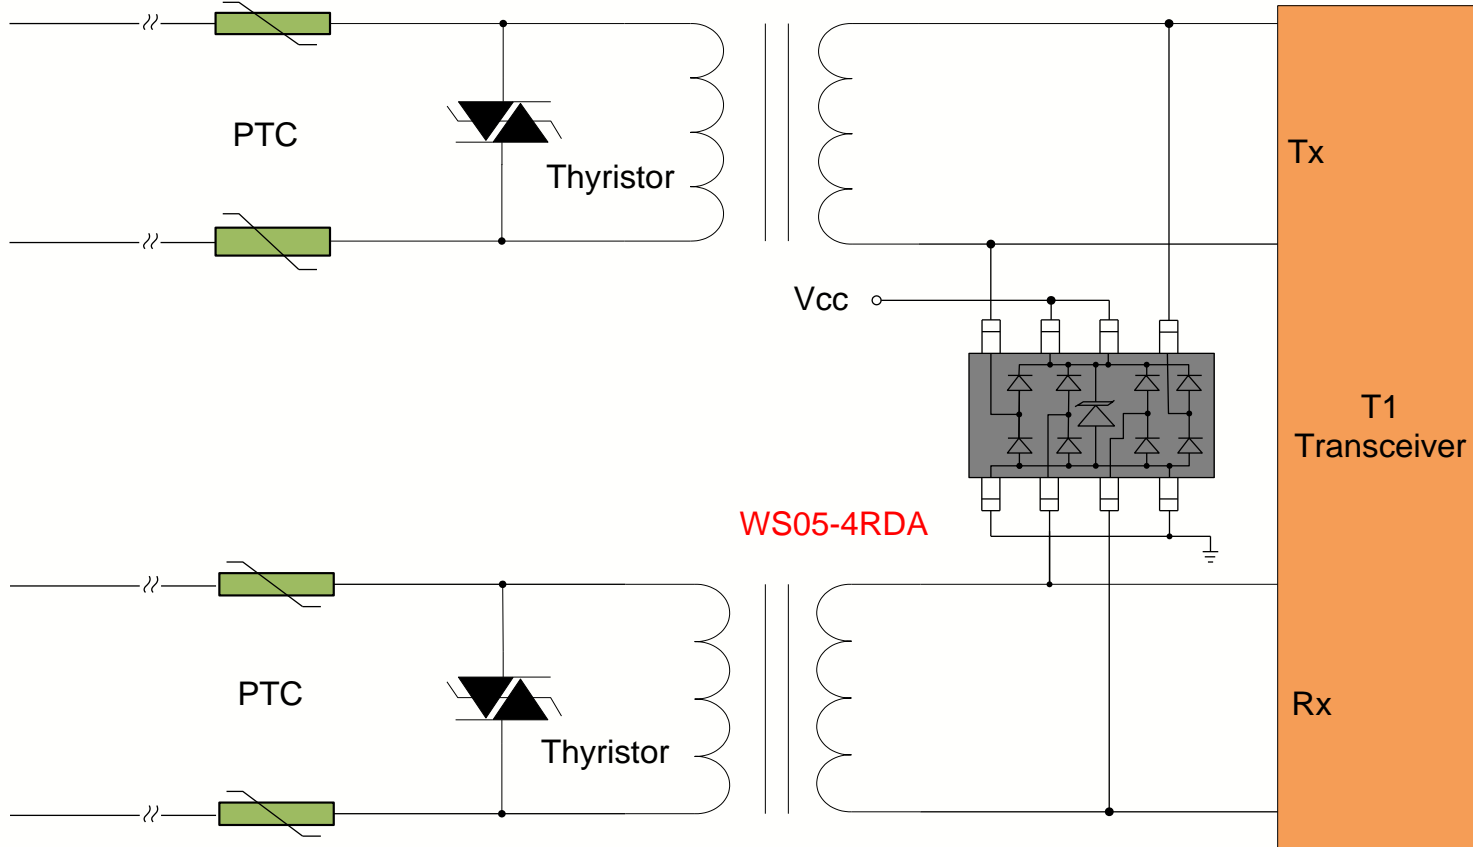 PTC
Thyristor
Tx
Vcc
T1
Transceiver
WS05-4RDA
PTC
Thyristor
Rx